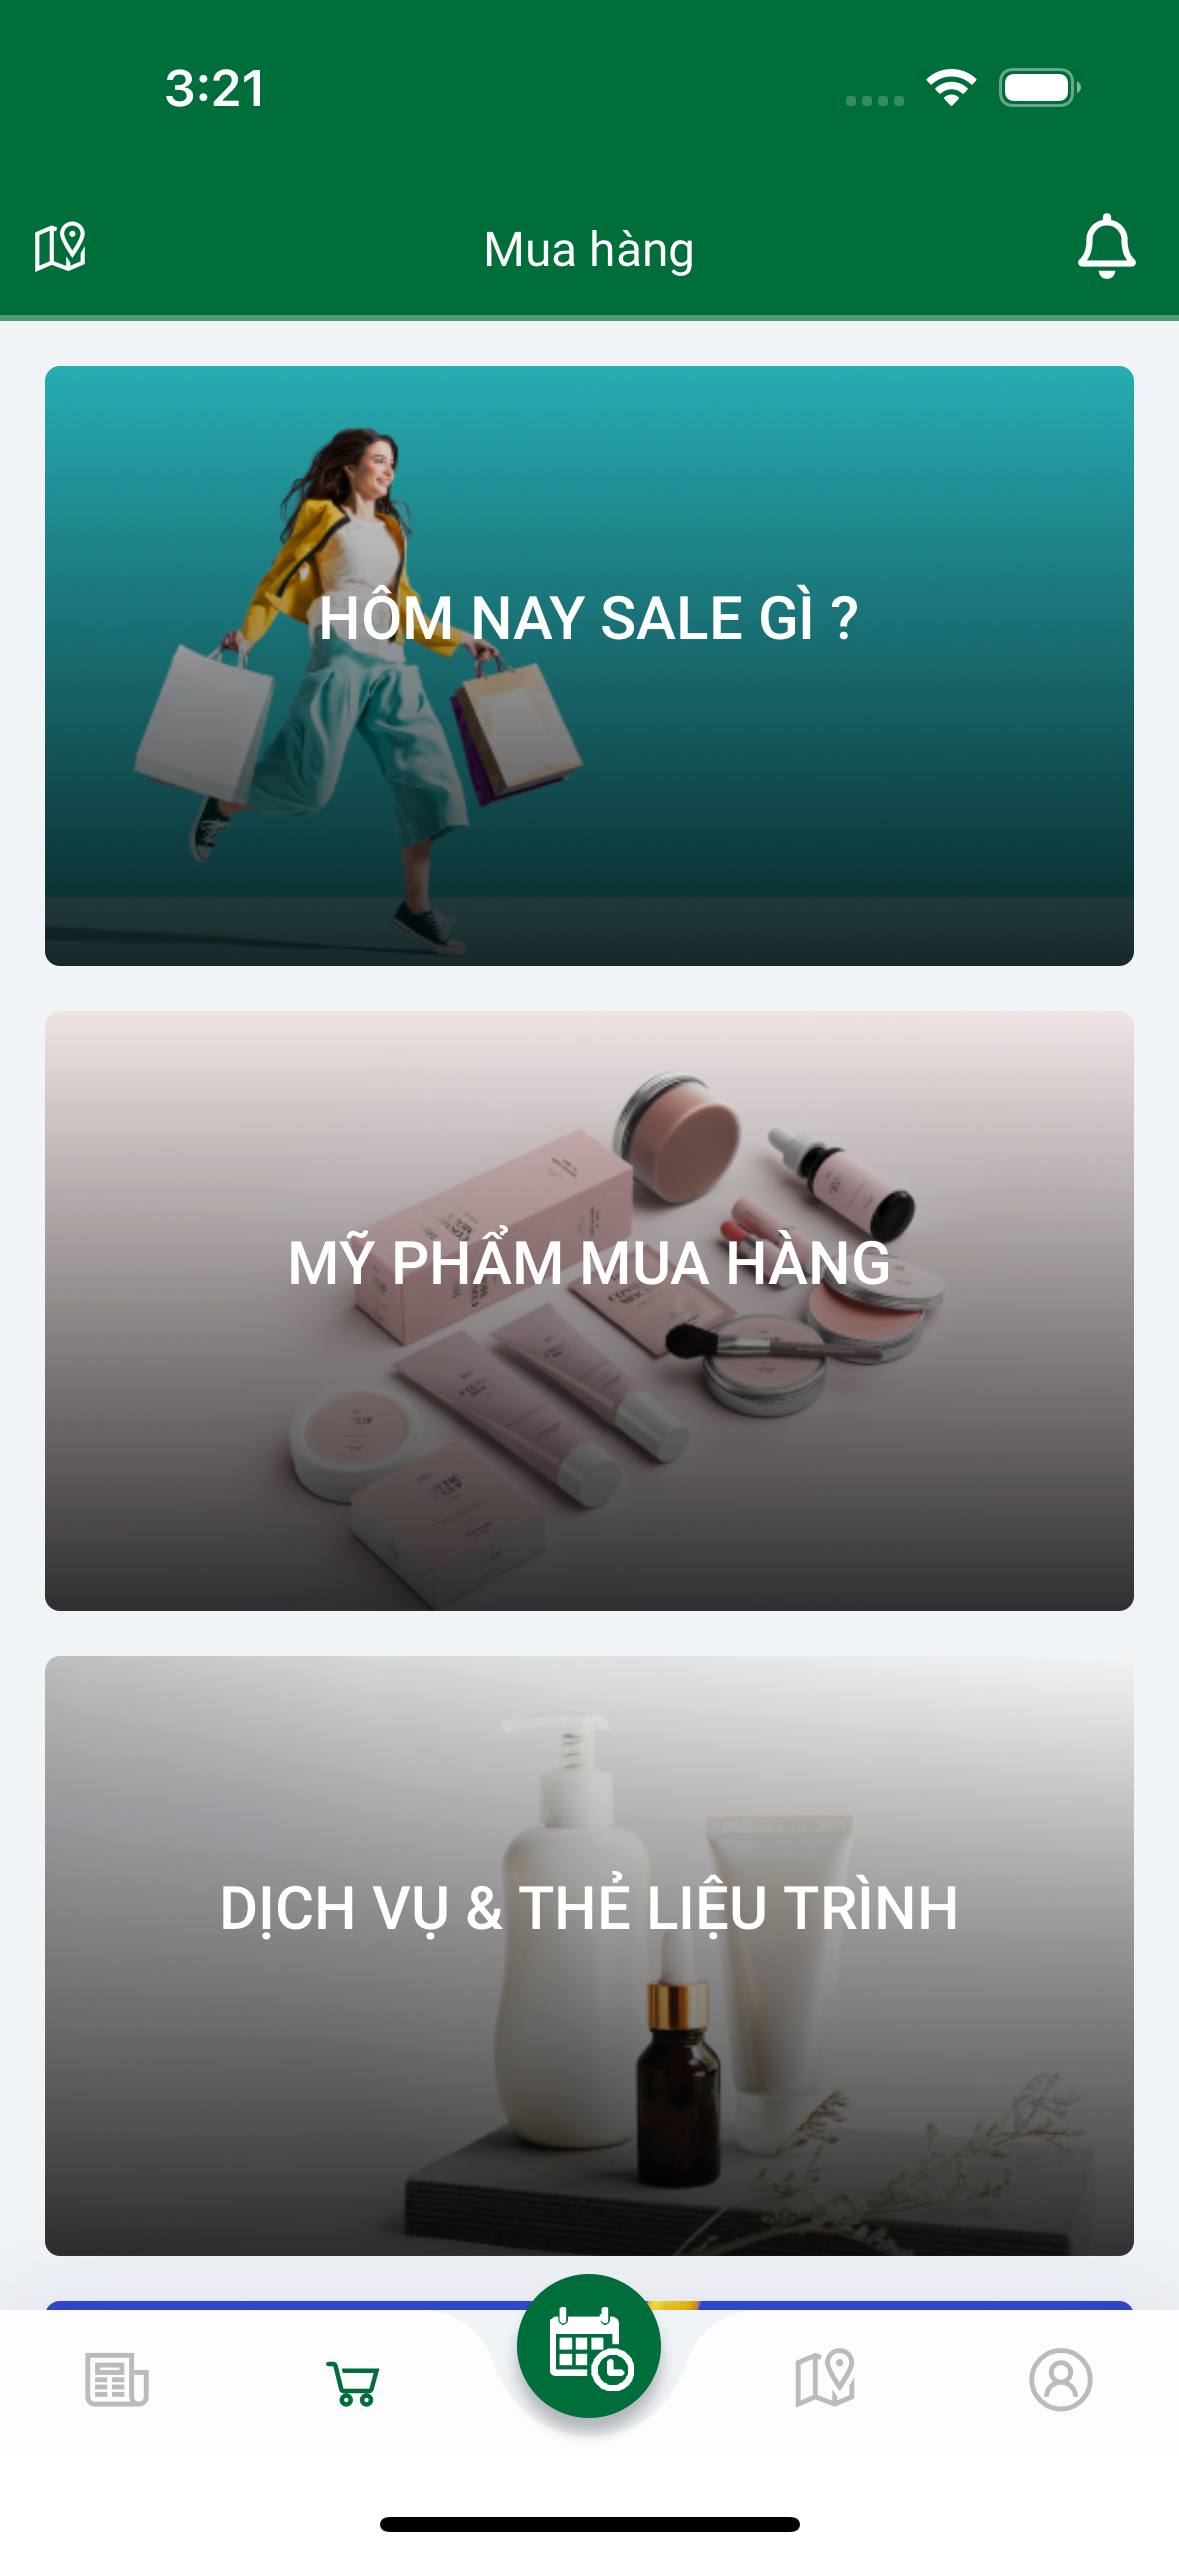 3:21
Mua hàng
HÔM NAY SALE GÌ ?
MỸ PHẨM MUA HÀNG
DỊCH VỤ & THẺ LIỆU TRÌNH